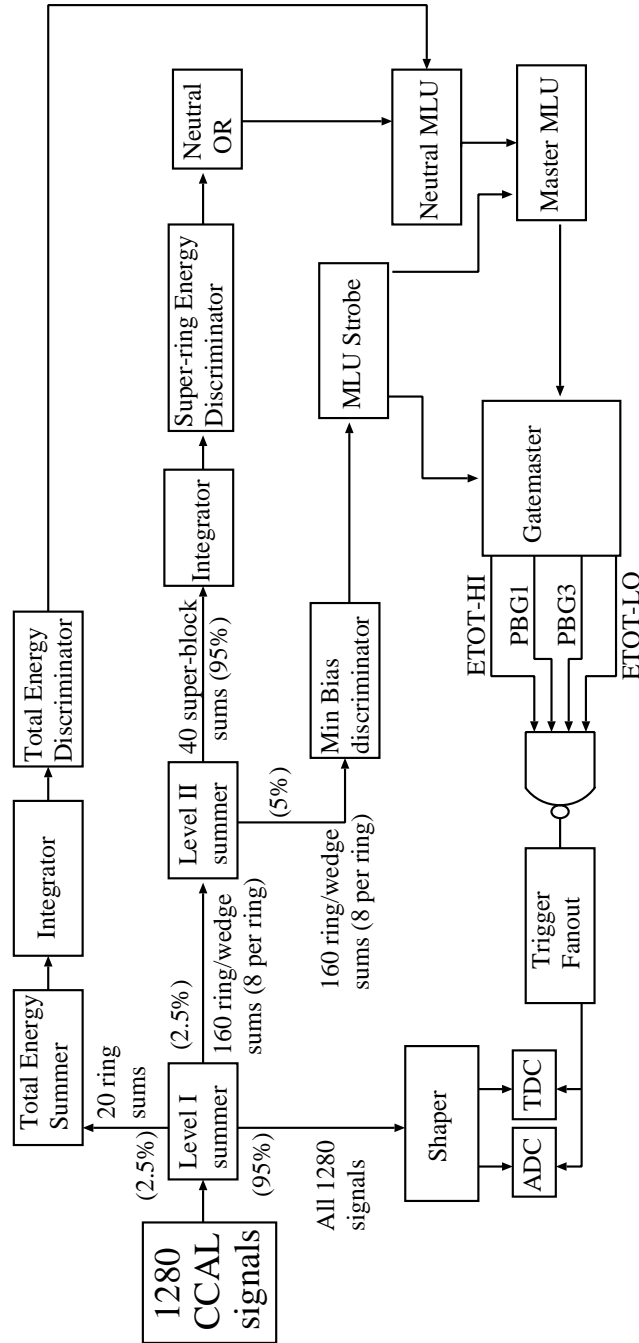 Total Energy
Summer
Integrator
Total Energy
Discriminator
20 ring
sums
(2.5%)
1280
CCAL
signals
Level I
summer
(2.5%)
160 ring/wedge
sums (8 per ring)
Level II
summer
40 super-block
sums (95%)
Integrator
Super-ring Energy
Discriminator
Neutral
OR
(95%)
All 1280
signals
(5%)
160 ring/wedge
sums (8 per ring)
Min Bias
discriminator
MLU Strobe
Neutral MLU
Master MLU
Shaper
ADC
TDC
Trigger
Fanout
ETOT-HI
PBG1
PBG3
ETOT-LO
Gatemaster